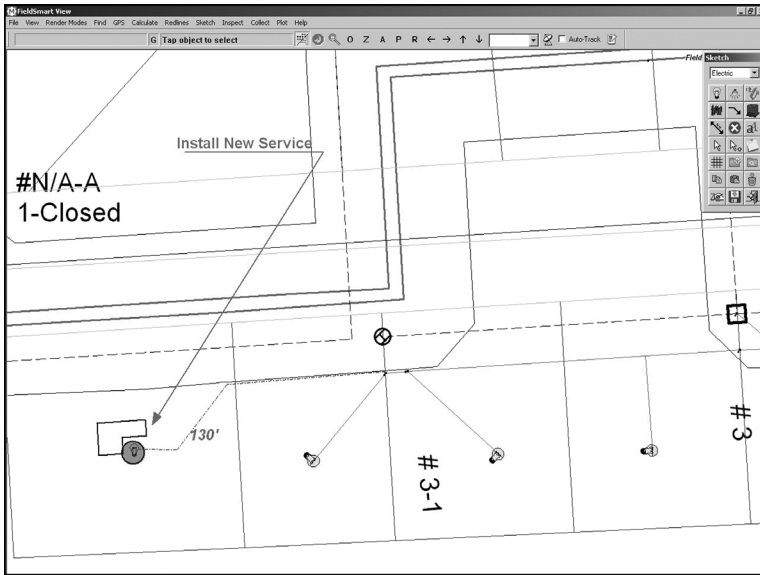 FieldSmart View
File View Render Modes Find GPS Calculate Redlines Sketch Inspect Collect Plot Help
G Tap object to select
O Z A P R
Auto-Track
Field
Sketch
Electric
Install New Service
#N/A-A
1-Closed
130'
# 3-1
# 3